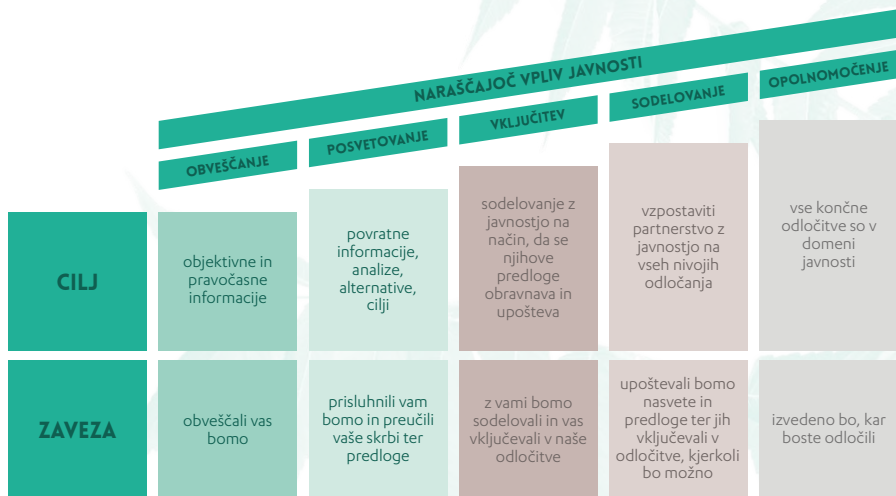 NARAŠČAJOČ VPLIV JAVNOSTI
OBVEŠČANJE
POSVETOVANJE
VKLJUČITEV
SODELOVANJE
OPOLNOMOČENJE
CILJ
objektivne in
pravočasne
informacije
povratne
informacije,
analize,
alternative,
cilji
sodelovanje z
javnostjo na
način, da se
njihove
predloge
obravnava in
upošteva
vzpostaviti
partnerstvo z
javnostjo na
vseh nivojih
odločanja
vse končne
odločitve so v
domeni
javnosti
ZAVEZA
obveščali vas
bomo
prisluhnili vam
bomo in preučili
vaše skrbi ter
predloge
z vami bomo
sodelovali in vas
vključevali v naše
odločitve
upoštevali bomo
nasvete in
predloge ter jih
vključevali v
odločitve, kjerkoli
bo možno
izvedeno bo, kar
boste odločili